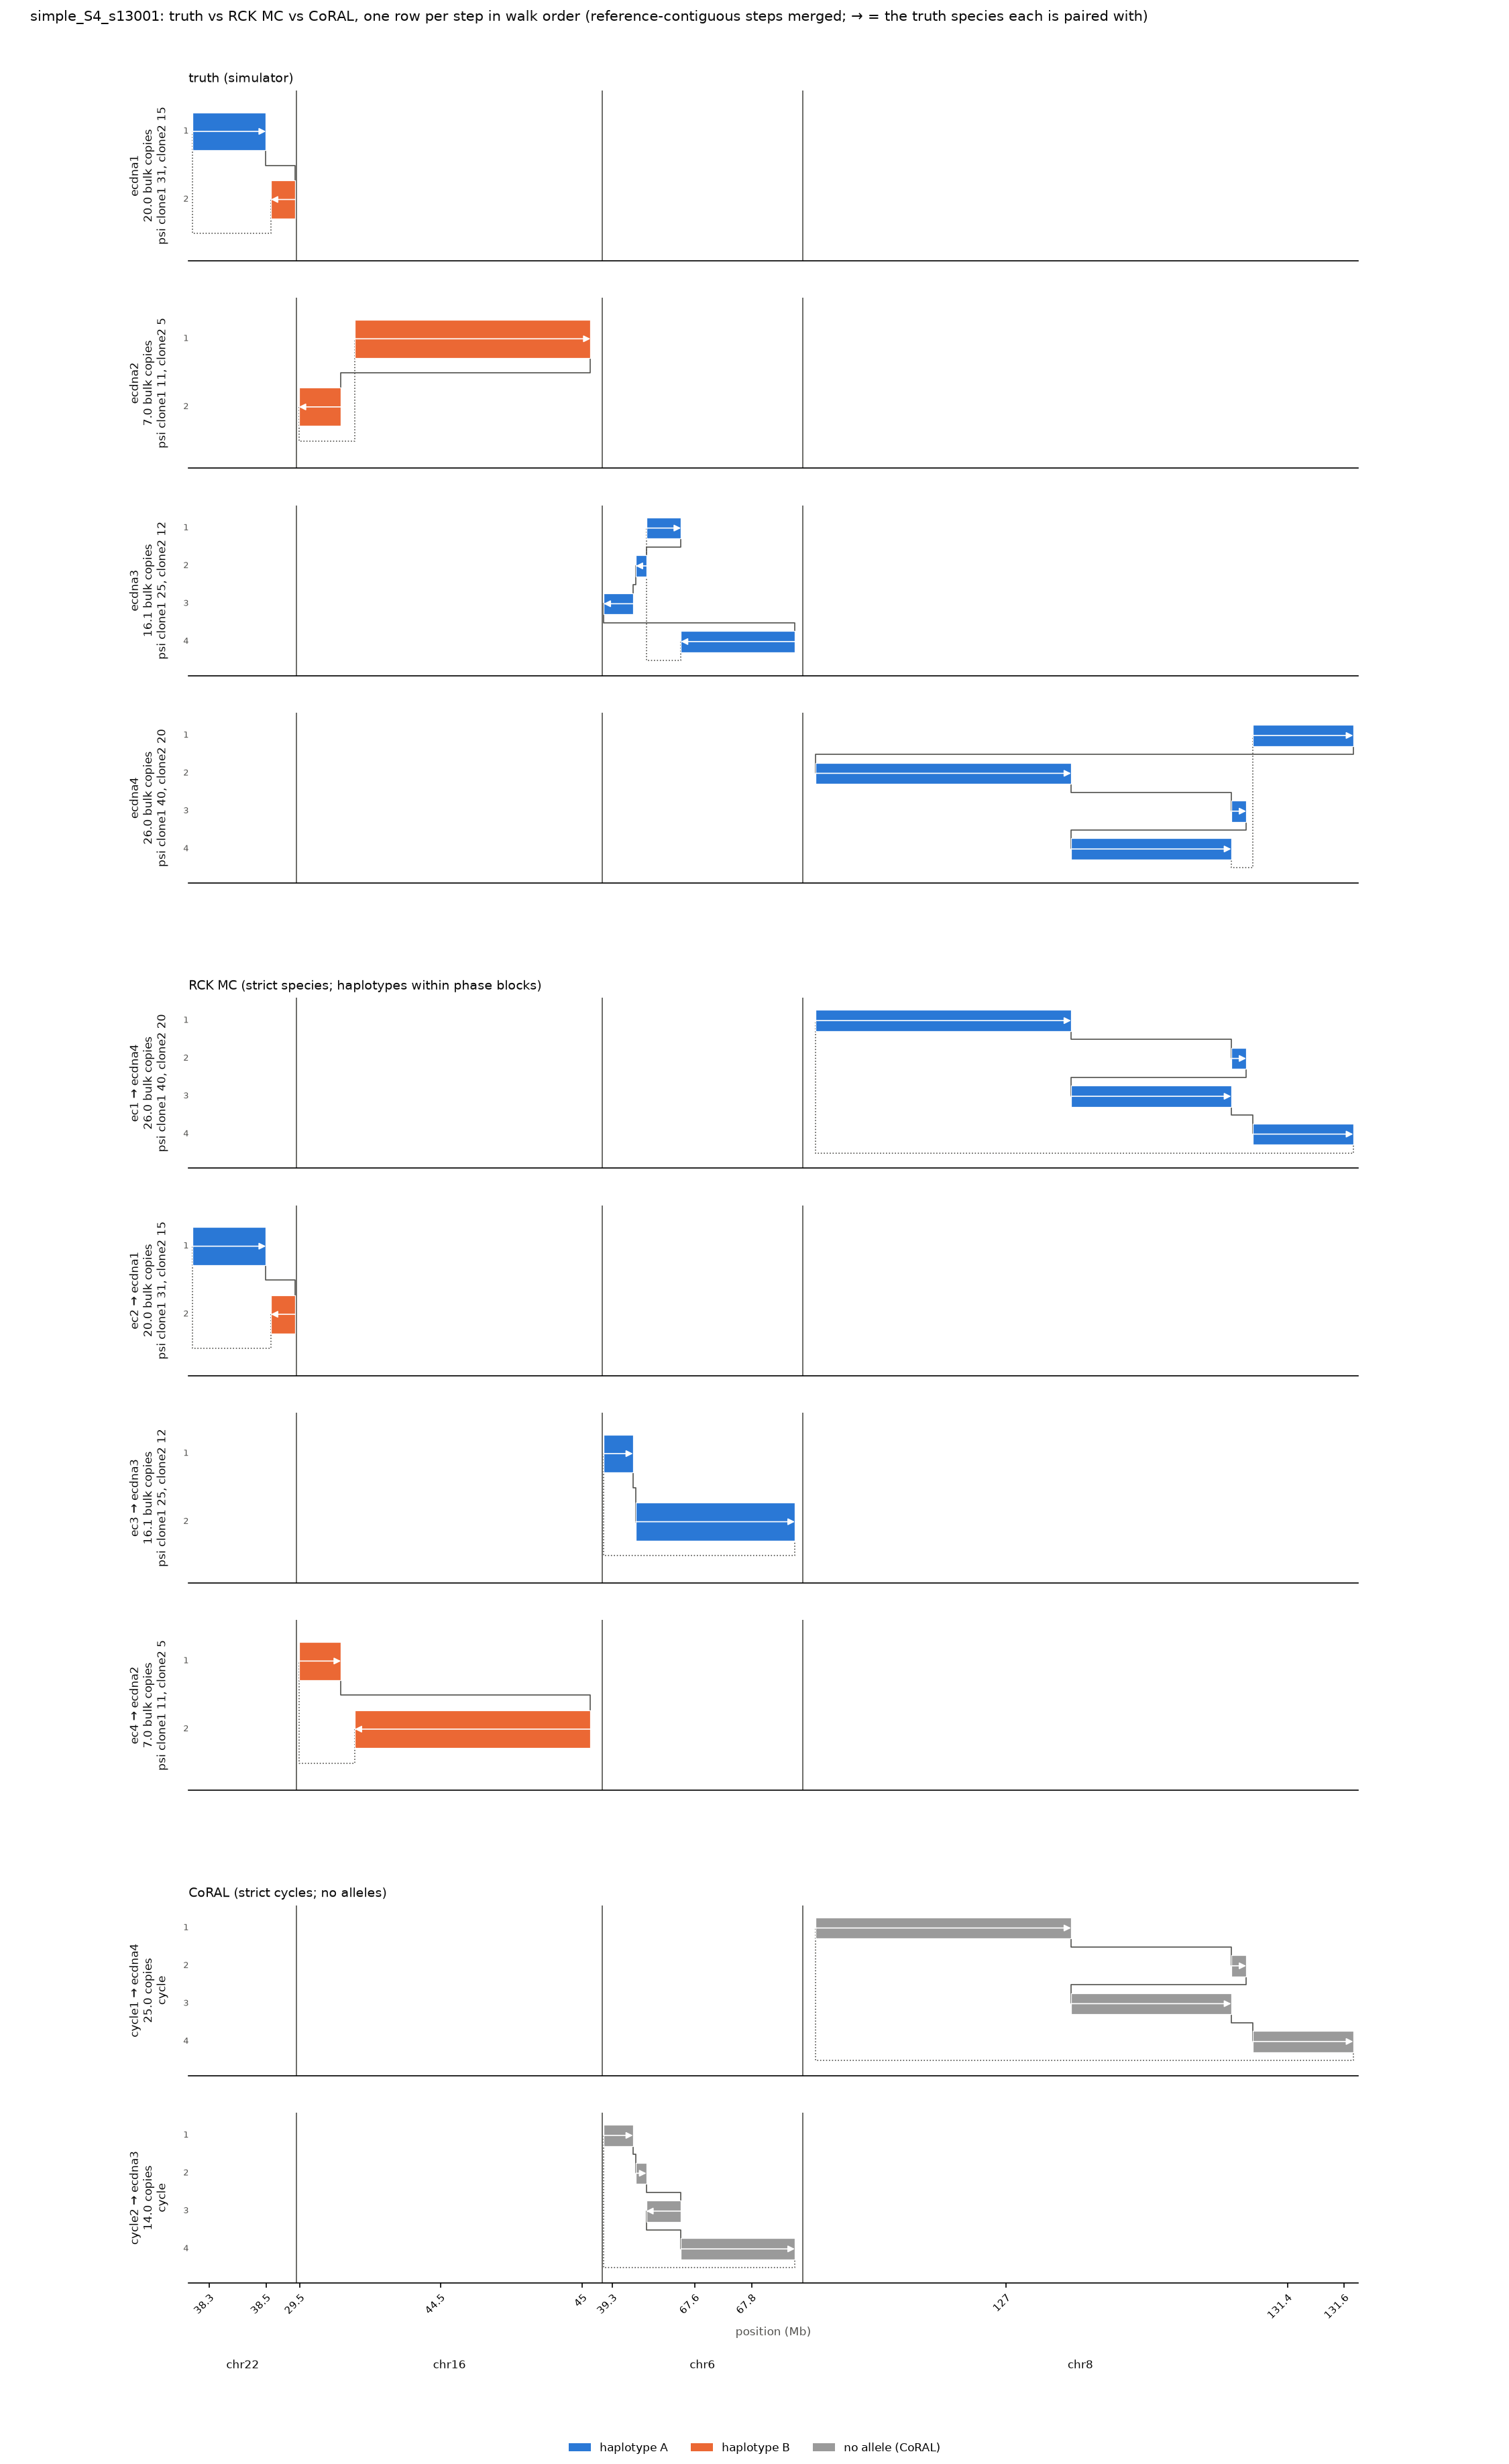 simple_S4_s13001: truth vs RCK MC vs CoRAL, one row per step in walk order (reference-contiguous steps merged; → = the truth species each is paired with)
truth (simulator)
ecdna1
20.0 bulk copies
psi clone1 31, clone2 15
1
2
ecdna2
7.0 bulk copies
psi clone1 11, clone2 5
1
2
ecdna3
16.1 bulk copies
psi clone1 25, clone2 12
1
2
3
4
ecdna4
26.0 bulk copies
psi clone1 40, clone2 20
1
2
3
4
RCK MC (strict species; haplotypes within phase blocks)
ec1 → ecdna4
26.0 bulk copies
psi clone1 40, clone2 20
1
2
3
4
ec2 → ecdna1
20.0 bulk copies
psi clone1 31, clone2 15
1
2
ec3 → ecdna3
16.1 bulk copies
psi clone1 25, clone2 12
1
2
ec4 → ecdna2
7.0 bulk copies
psi clone1 11, clone2 5
1
2
CoRAL (strict cycles; no alleles)
cycle1 → ecdna4
25.0 copies
cycle
1
2
3
4
cycle2 → ecdna3
14.0 copies
cycle
1
2
3
4
38.3 38.5 29.5 44.5 45 39.3 67.6 67.8 127 131.4 131.6
position (Mb)
chr22 chr16 chr6 chr8
haplotype A haplotype B no allele (CoRAL)